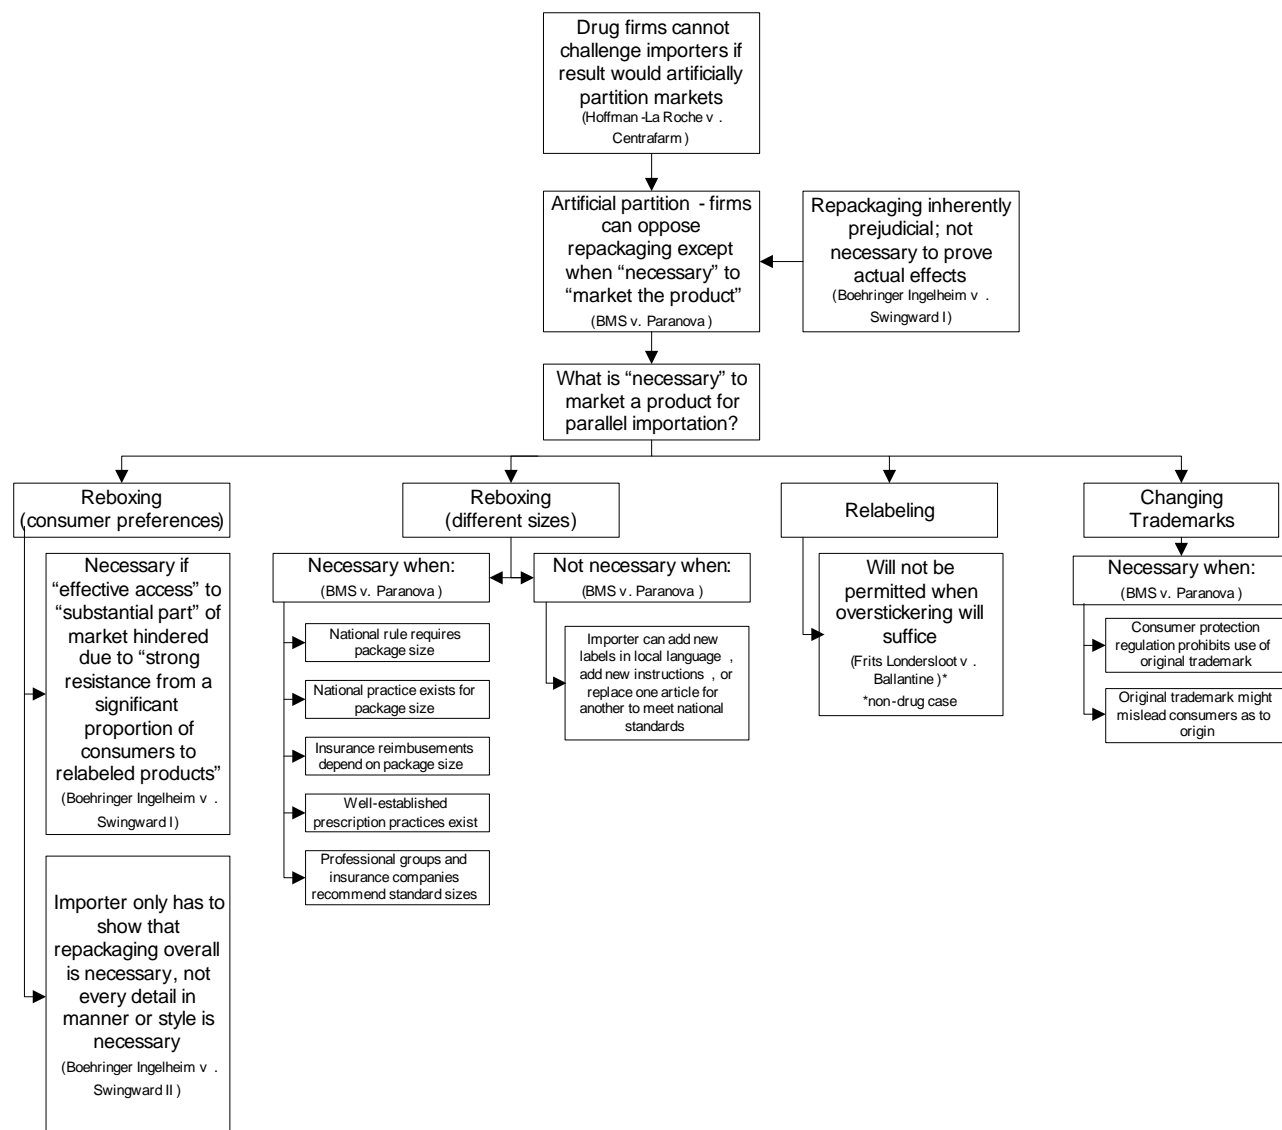 Drug firms cannot
challenge importers if
result would artificially
partition markets
(Hoffman-La Roche v.
Centrafarm)
Artificial partition - firms
can oppose
repackaging except
when “necessary” to
“market the product”
(BMS v. Paranova)
Repackaging inherently
prejudicial; not
necessary to prove
actual effects
(Boehringer Ingelheim v.
Swingward I)
What is “necessary” to
market a product for
parallel importation?
Reboxing
(consumer preferences)
Necessary if
“effective access” to
“substantial part” of
market hindered
due to “strong
resistance from a
significant
proportion of
consumers to
relabeled products”
(Boehringer Ingelheim v.
Swingward I)
Importer only has to
show that
repackaging overall
is necessary, not
every detail in
manner or style is
necessary
(Boehringer Ingelheim v.
Swingward II)
Reboxing
(different sizes)
Necessary when:
(BMS v. Paranova)
National rule requires
package size
National practice exists for
package size
Insurance reimbusements
depend on package size
Well-established
prescription practices exist
Professional groups and
insurance companies
recommend standard sizes
Not necessary when:
(BMS v. Paranova)
Importer can add new
labels in local language,
add new instructions, or
replace one article for
another to meet national
standards
Relabeling
Will not be
permitted when
overstickering will
suffice
(Frits Londersloot v.
Ballantine)*
*non-drug case
Changing
Trademarks
Necessary when:
(BMS v. Paranova)
Consumer protection
regulation prohibits use of
original trademark
Original trademark might
mislead consumers as to
origin